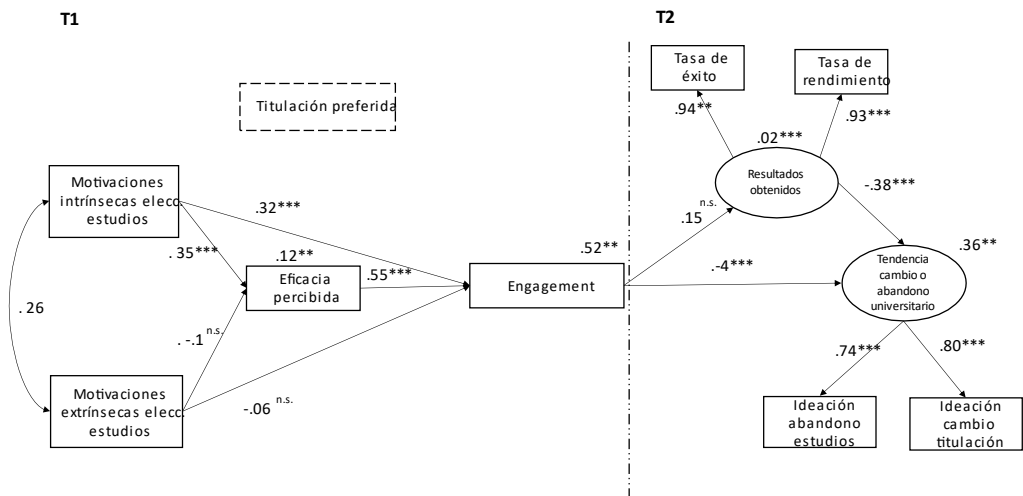 T1
T2
Tasa de
éxito
Tasa de
rendimiento
Titulación preferida
.94**
.93***
.02***
Resultados
obtenidos
Motivaciones
intrínsecas elecc.
estudios
.32***
-.38***
.15 n.s.
. 35***
.12**
.52**
.36**
Eficacia
percibida
.55***
Engagement
.-4***
Tendencia
cambio o
abandono
universitario
. 26
. -.1 n.s.
.74***
.80***
Motivaciones
extrínsecas elecc.
estudios
-.06 n.s.
Ideación
abandono
estudios
Ideación
cambio
titulación